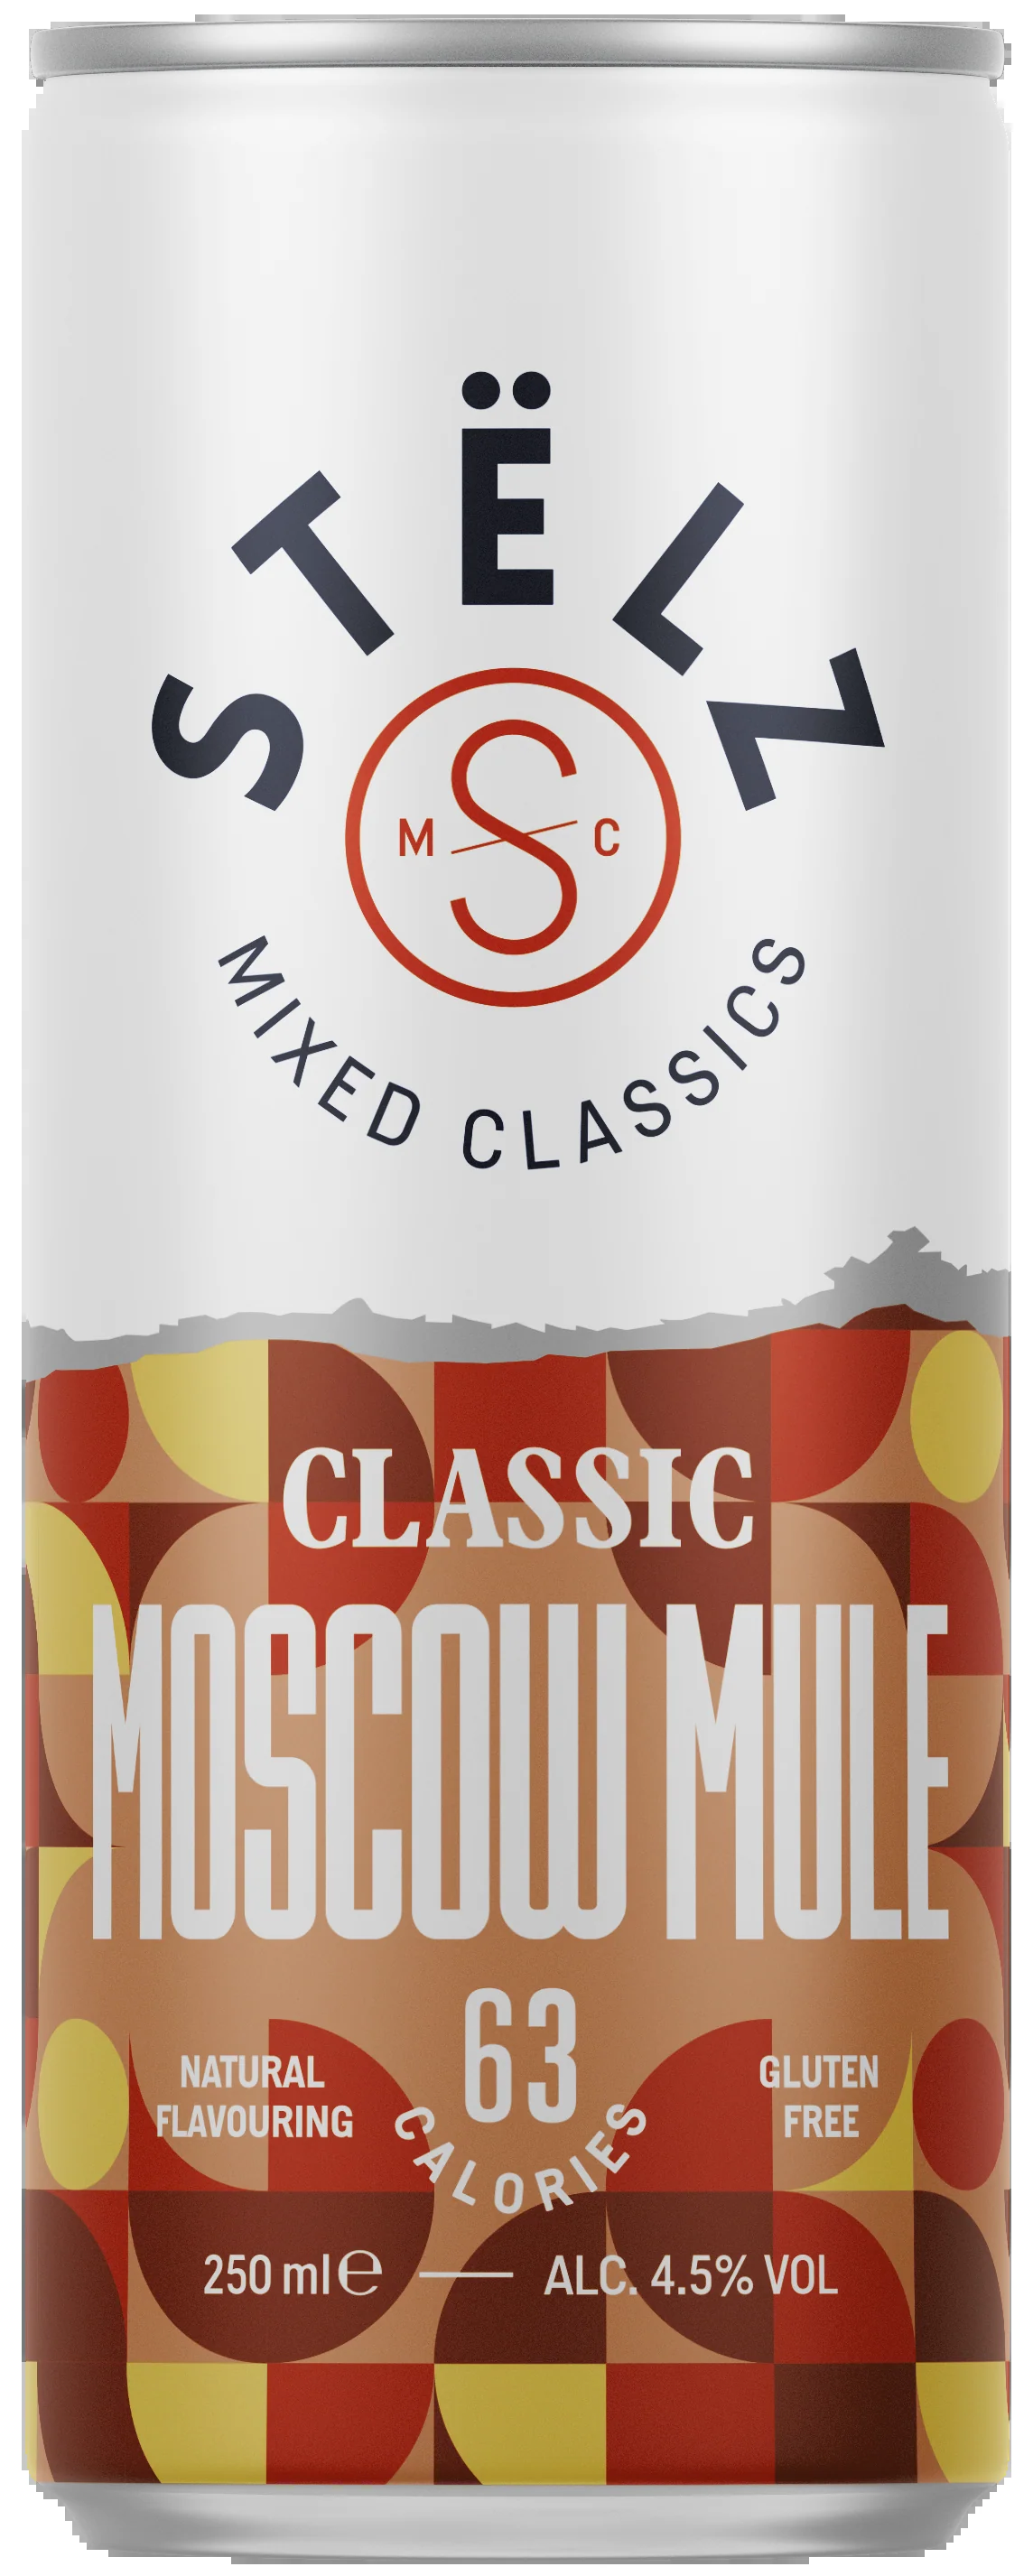 STËLZ
M S C
MIXED CLASSICS
CLASSIC
MOSCOW MULE
63
CALORIES
NATURAL
FLAVOURING
GLUTEN
FREE
250 ml e — ALC. 4.5% VOL